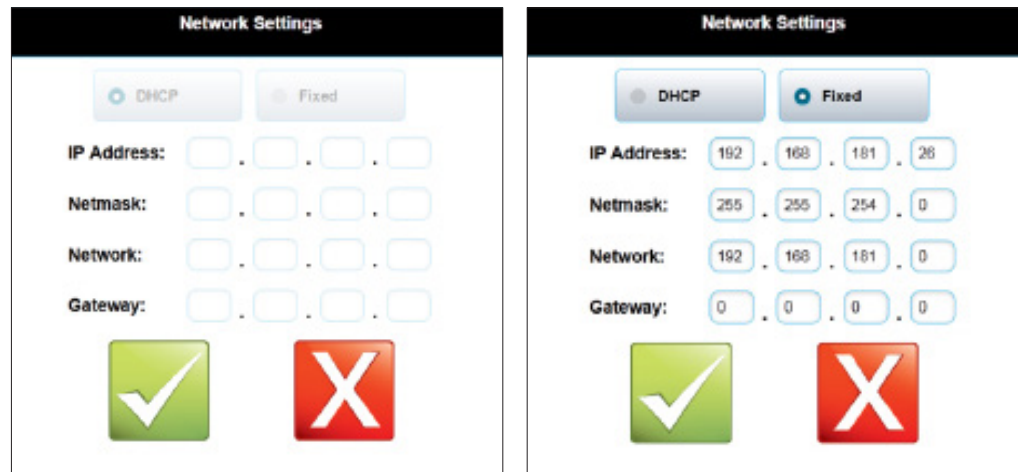 Network Settings
DHCP Fixed
IP Address: . . .
Netmask: . . .
Network: . . .
Gateway: . . .
Network Settings
DHCP Fixed
IP Address: 192 . 168 . 181 . 26
Netmask: 255 . 255 . 254 . 0
Network: 192 . 168 . 181 . 0
Gateway: 0 . 0 . 0 . 0
X